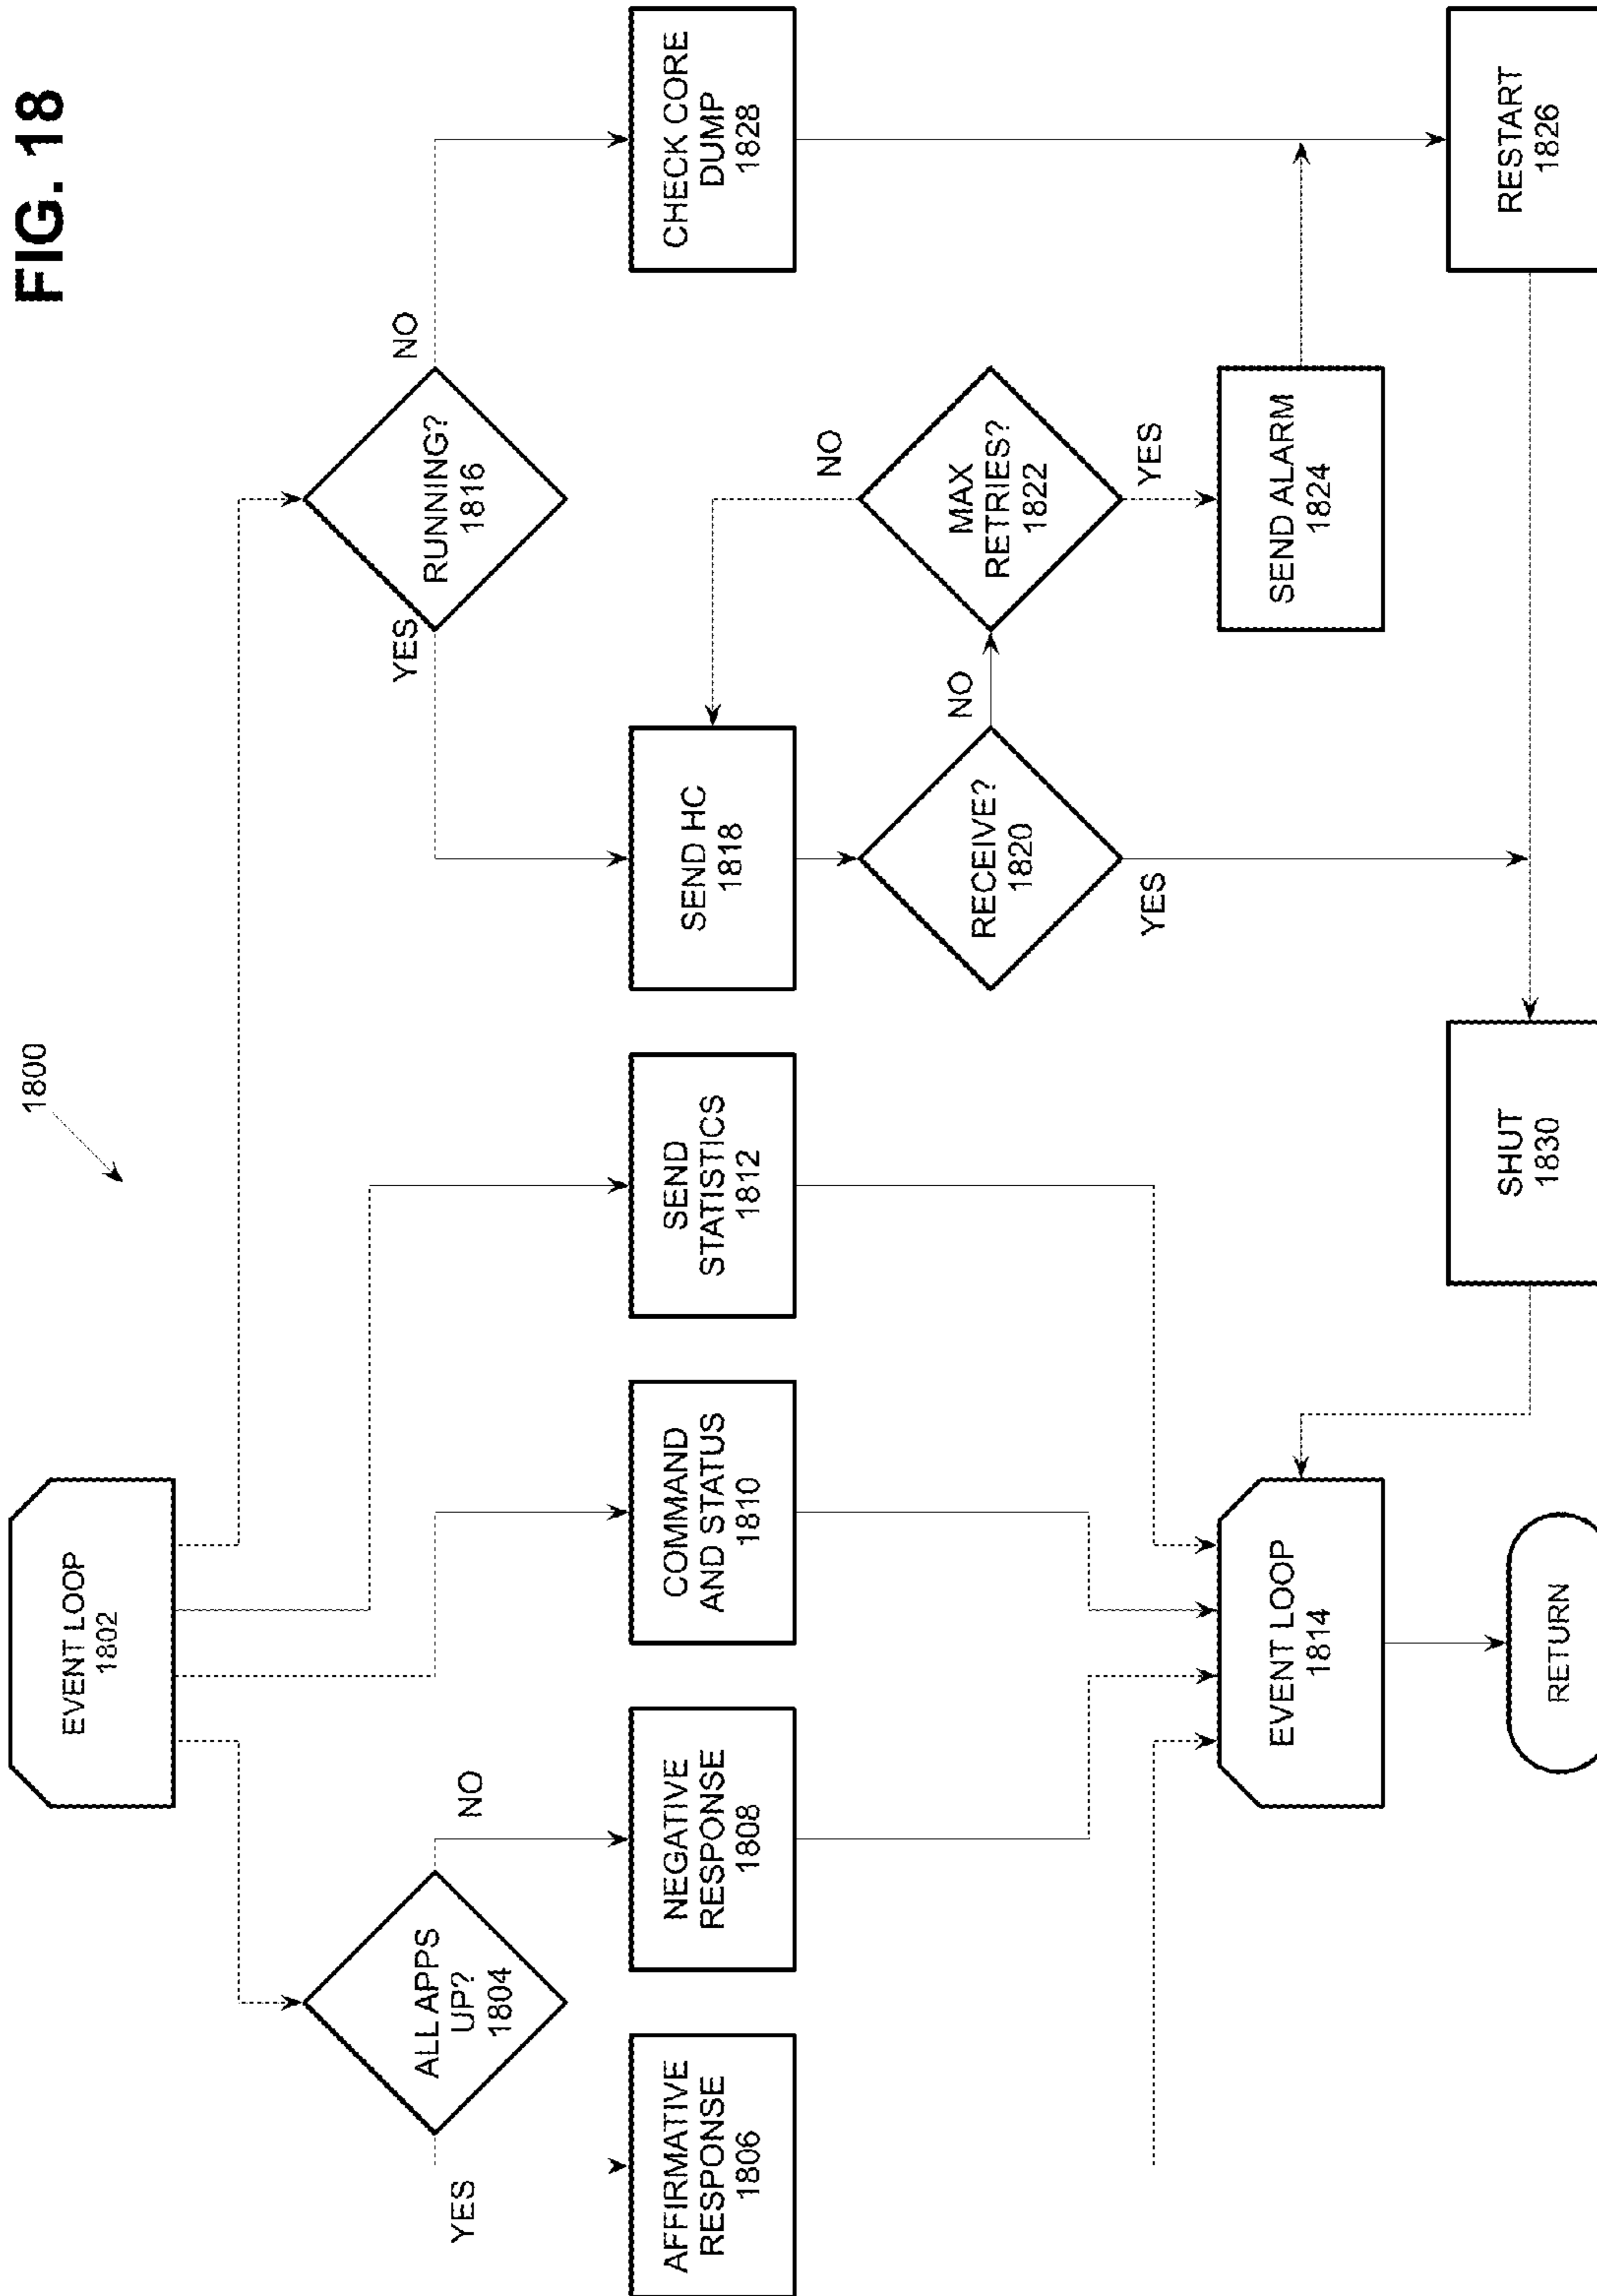 FIG. 18
1800
EVENT LOOP
1802
ALL APPS
UP?
1804
YES
NO
RUNNING?
1816
YES
NO
AFFIRMATIVE
RESPONSE
1806
NEGATIVE
RESPONSE
1808
COMMAND
AND STATUS
1810
SEND
STATISTICS
1812
SEND HC
1818
CHECK CORE
DUMP
1828
RECEIVE?
1820
NO
YES
MAX
RETRIES?
1822
NO
YES
EVENT LOOP
1814
SEND ALARM
1824
RETURN
SHUT
1830
RESTART
1826